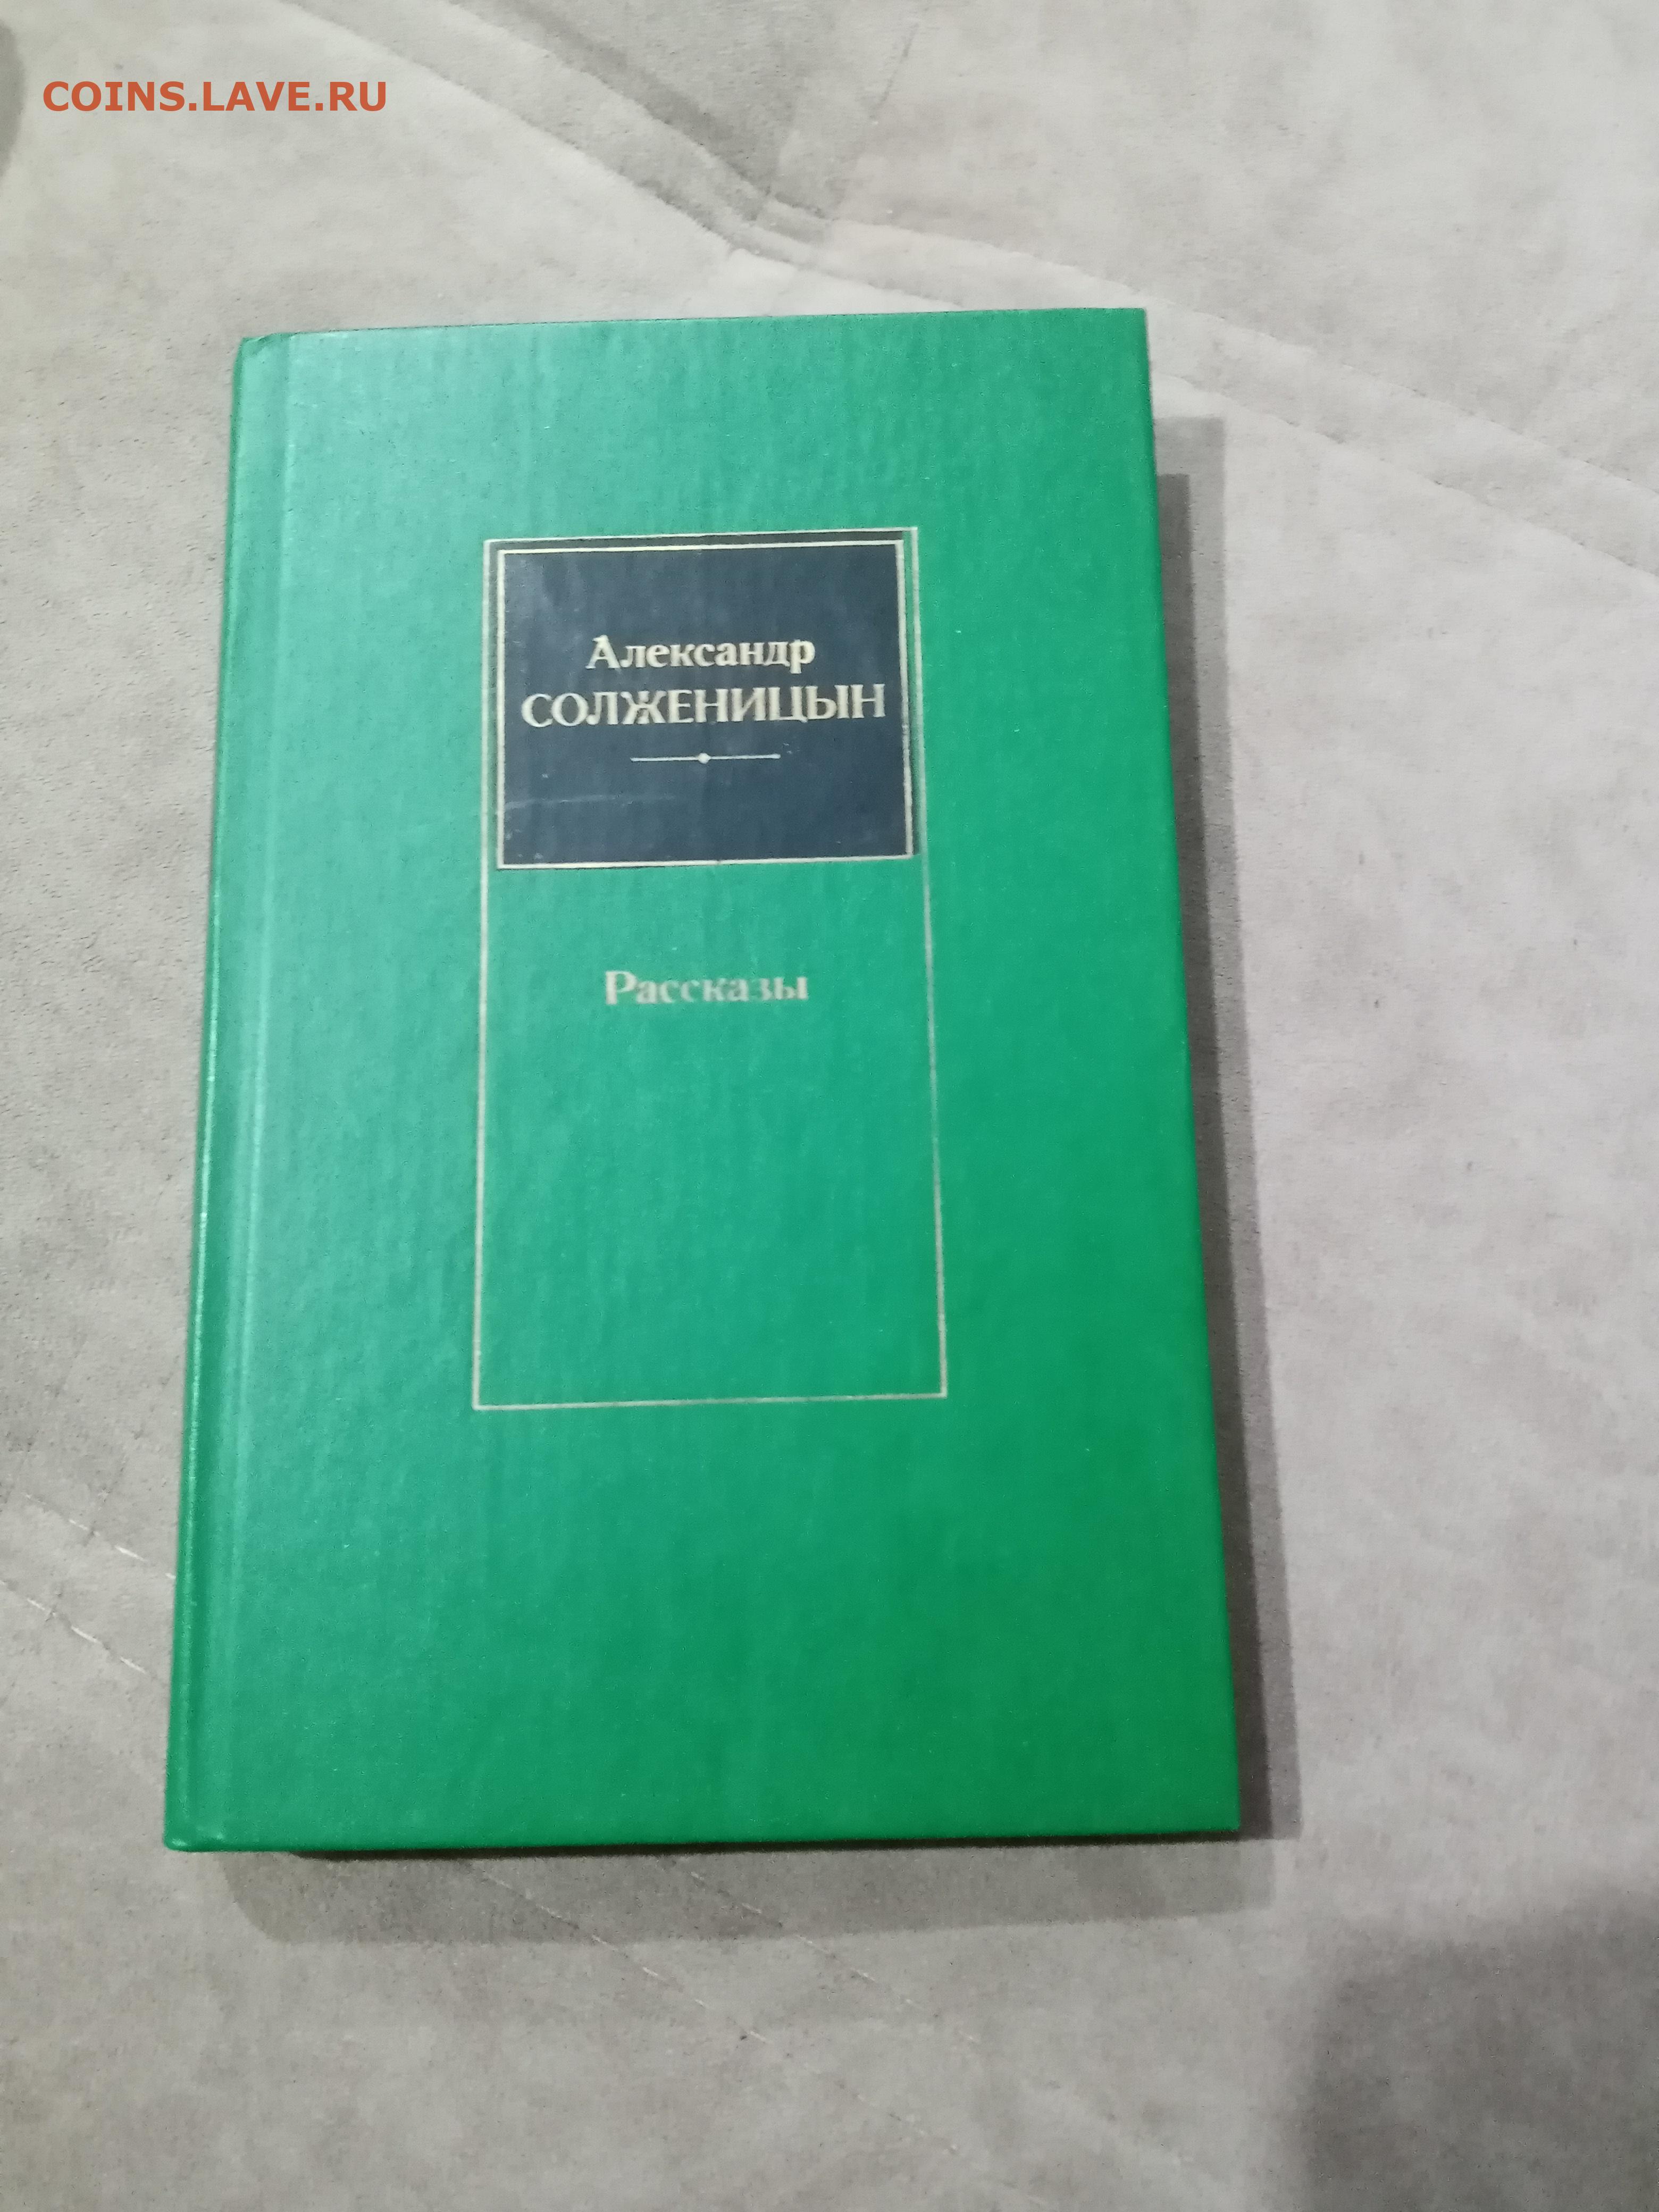 COINS.LAVE.RU
Александр
СОЛЖЕНИЦЫН
Рассказы